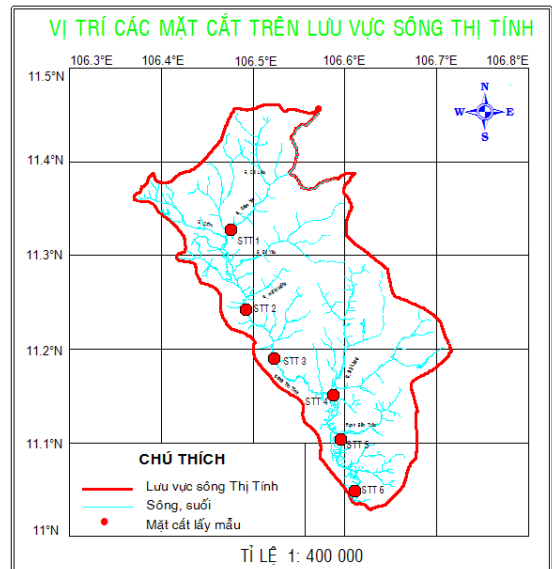 VỊ TRÍ CÁC MẶT CẮT TRÊN LƯU VỰC SÔNG THỊ TÍNH
11.5°N
106.3°E 106.4°E 106.5°E 106.6°E 106.7°E 106.8°E
N
W E
S
11.4°N
STT 1
11.3°N
STT 2
11.2°N
STT 3
STT 4
STT 5
11.1°N
CHÚ THÍCH
Lưu vực sông Thị Tính
Sông, suối
Mặt cắt lấy mẫu
STT 6
11°N
TỈ LỆ 1: 400 000